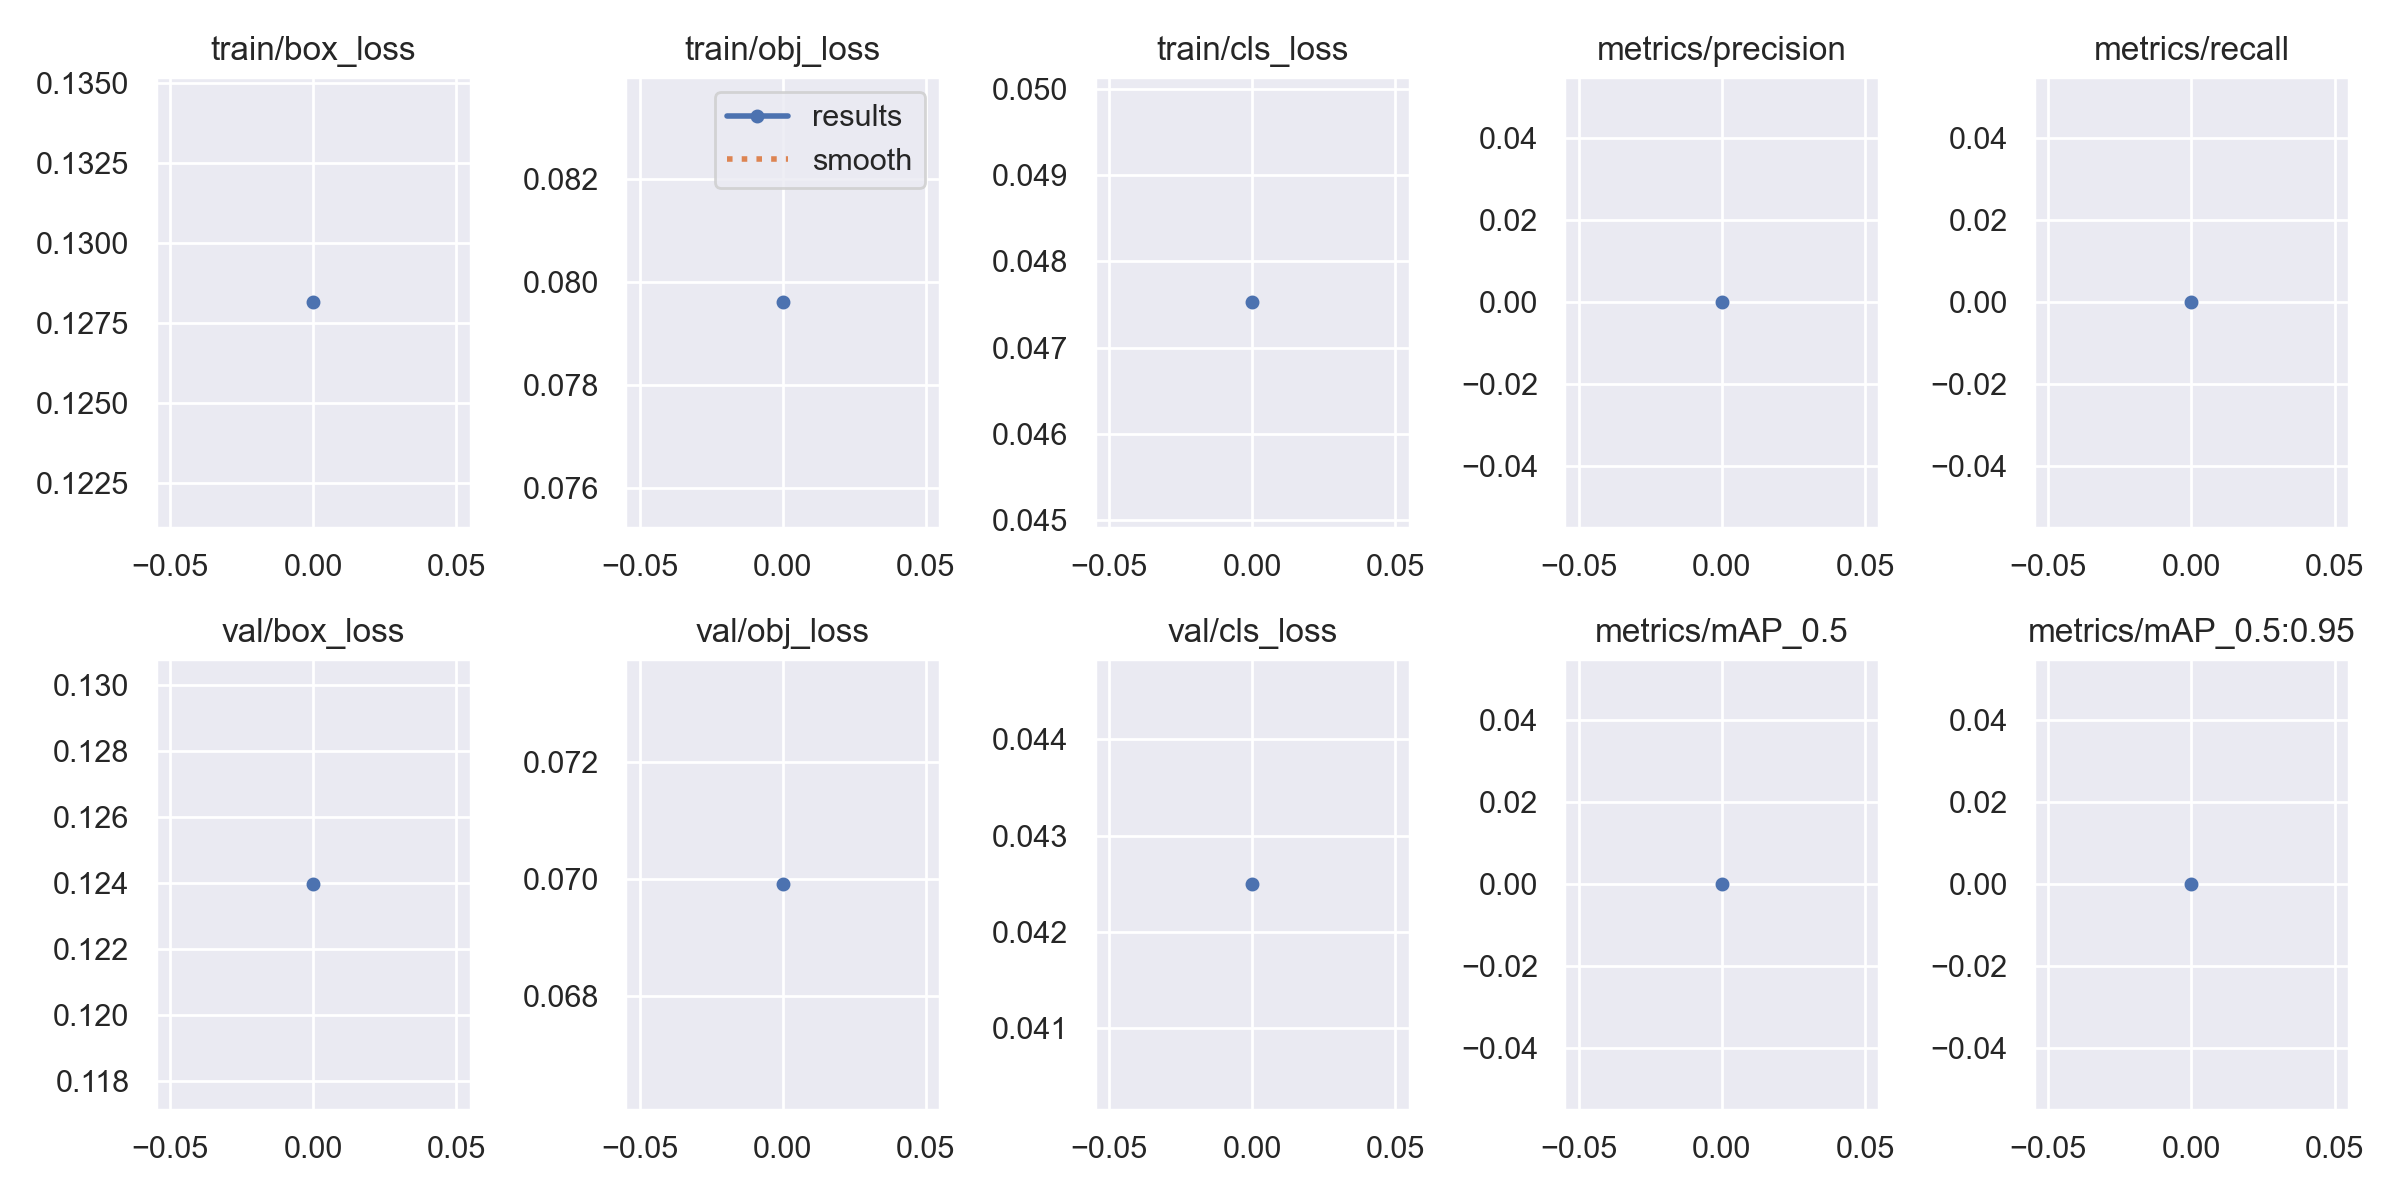 train/box_loss
0.1350
0.1325
0.1300
0.1275
0.1250
0.1225
−0.05 0.00 0.05
train/obj_loss
results
smooth
0.082
0.080
0.078
0.076
−0.05 0.00 0.05
train/cls_loss
0.050
0.049
0.048
0.047
0.046
0.045
−0.05 0.00 0.05
metrics/precision
0.04
0.02
0.00
−0.02
−0.04
−0.05 0.00 0.05
metrics/recall
0.04
0.02
0.00
−0.02
−0.04
−0.05 0.00 0.05
val/box_loss
0.130
0.128
0.126
0.124
0.122
0.120
0.118
−0.05 0.00 0.05
val/obj_loss
0.072
0.070
0.068
−0.05 0.00 0.05
val/cls_loss
0.044
0.043
0.042
0.041
−0.05 0.00 0.05
metrics/mAP_0.5
0.04
0.02
0.00
−0.02
−0.04
−0.05 0.00 0.05
metrics/mAP_0.5:0.95
0.04
0.02
0.00
−0.02
−0.04
−0.05 0.00 0.05